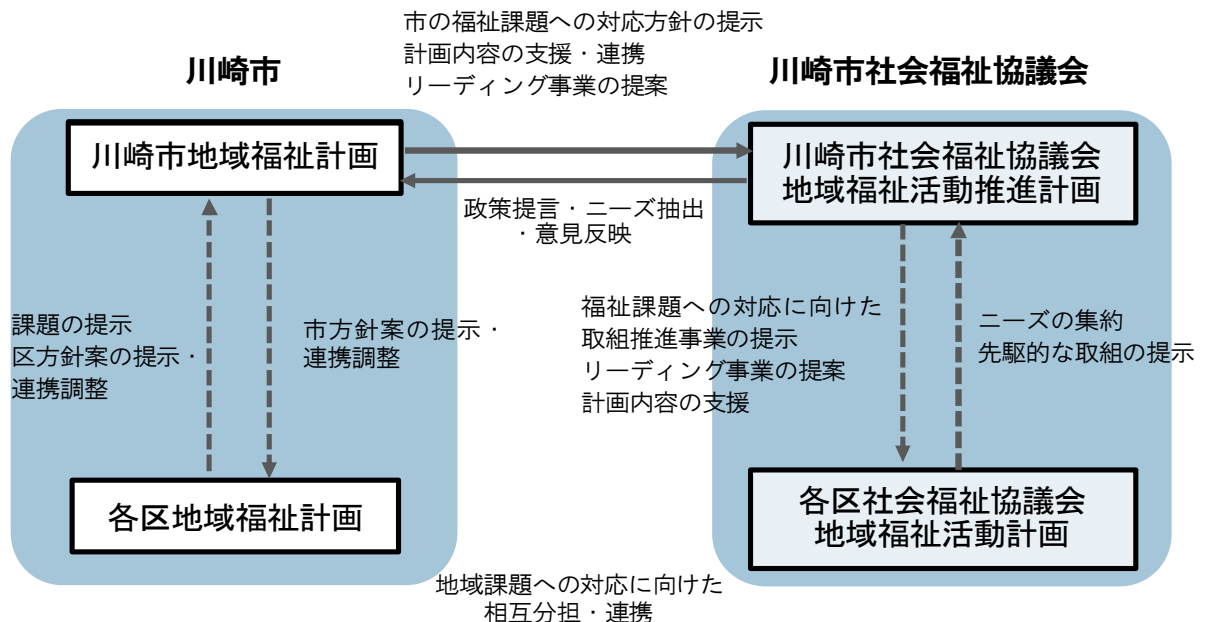 市の福祉課題への対応方針の提示
計画内容の支援・連携
リーディング事業の提案
川崎市
川崎市社会福祉協議会
川崎市地域福祉計画
川崎市社会福祉協議会
地域福祉活動推進計画
政策提言・ニーズ抽出
・意見反映
課題の提示
区方針案の提示・
連携調整
市方針案の提示・
連携調整
福祉課題への対応に向けた
取組推進事業の提示
リーディング事業の提案
計画内容の支援
ニーズの集約
先駆的な取組の提示
各区地域福祉計画
各区社会福祉協議会
地域福祉活動計画
地域課題への対応に向けた
相互分担・連携